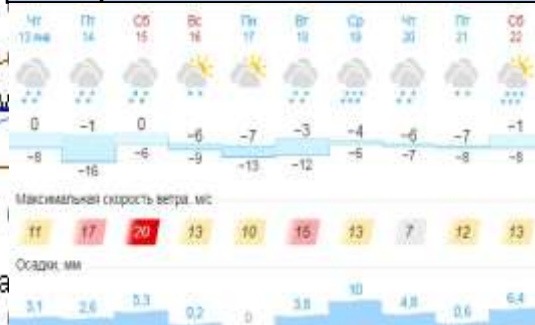 Чт Пт Сб Вс Пн Вт Ср Чт Пт Сб
13 янв 14 15 16 17 18 19 20 21 22
0 −1 0 −6 −7 −3 −4 −6 −7 −1
−8 −16 −6 −9 −13 −12 −6 −7 −8 −8
Максимальная скорость ветра, м/с
11 17 20 13 10 15 13 7 12 13
Осадки, мм
3,1 2,6 5,3 0,2 0 3,8 10 4,8 0,6 6,4